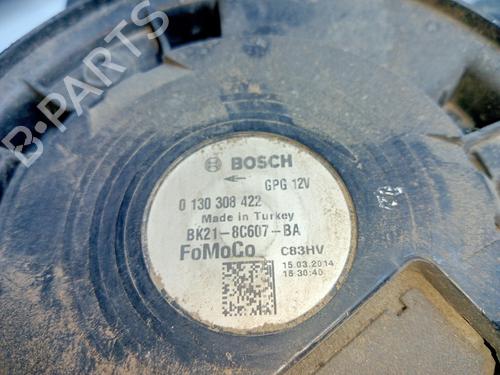 B-PARTS
BOSCH
GPG 12V
0 130 308 422
Made in Turkey
BK21-8C607-BA
FoMoCo C83HV
15.03.2014
15:30:40